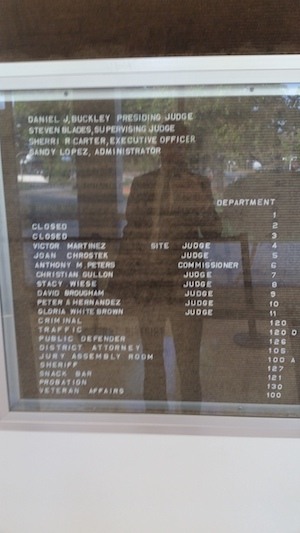 DANIEL J, BUCKLEY PRESIDING JUDGE
STEVEN BLADES, SUPERVISING JUDGE
SHERRI R CARTER, EXECUTIVE OFFICER
SANDY LOPEZ, ADMINISTRATOR
DEPARTMENT
1
CLOSED 2
CLOSED 3
VICTOR MARTINEZ SITE JUDGE 4
JOAN CHROSTEK JUDGE 5
ANTHONY M PETERS COMMISSIONER 6
CHRISTIAN GULLON JUDGE 7
STACY WIESE JUDGE 8
DAVID BROUGHAM JUDGE 9
PETER A HERNANDEZ JUDGE 10
GLORIA WHITE BROWN JUDGE 11
CRIMINAL 120
TRAFFIC 120 D
PUBLIC DEFENDER 126
DISTRICT ATTORNEY 105
JURY ASSEMBLY ROOM 100 A
SHERIFF 127
SNACK BAR 121
PROBATION 130
VETERAN AFFAIRS 100